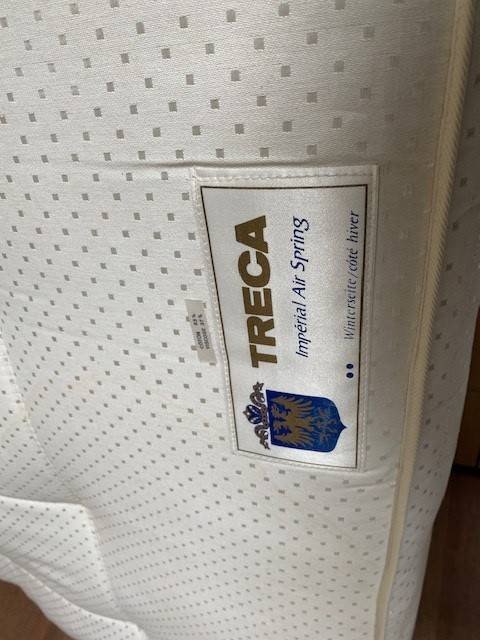 TRECA
Impérial Air Spring
Winterseite/côté hiver